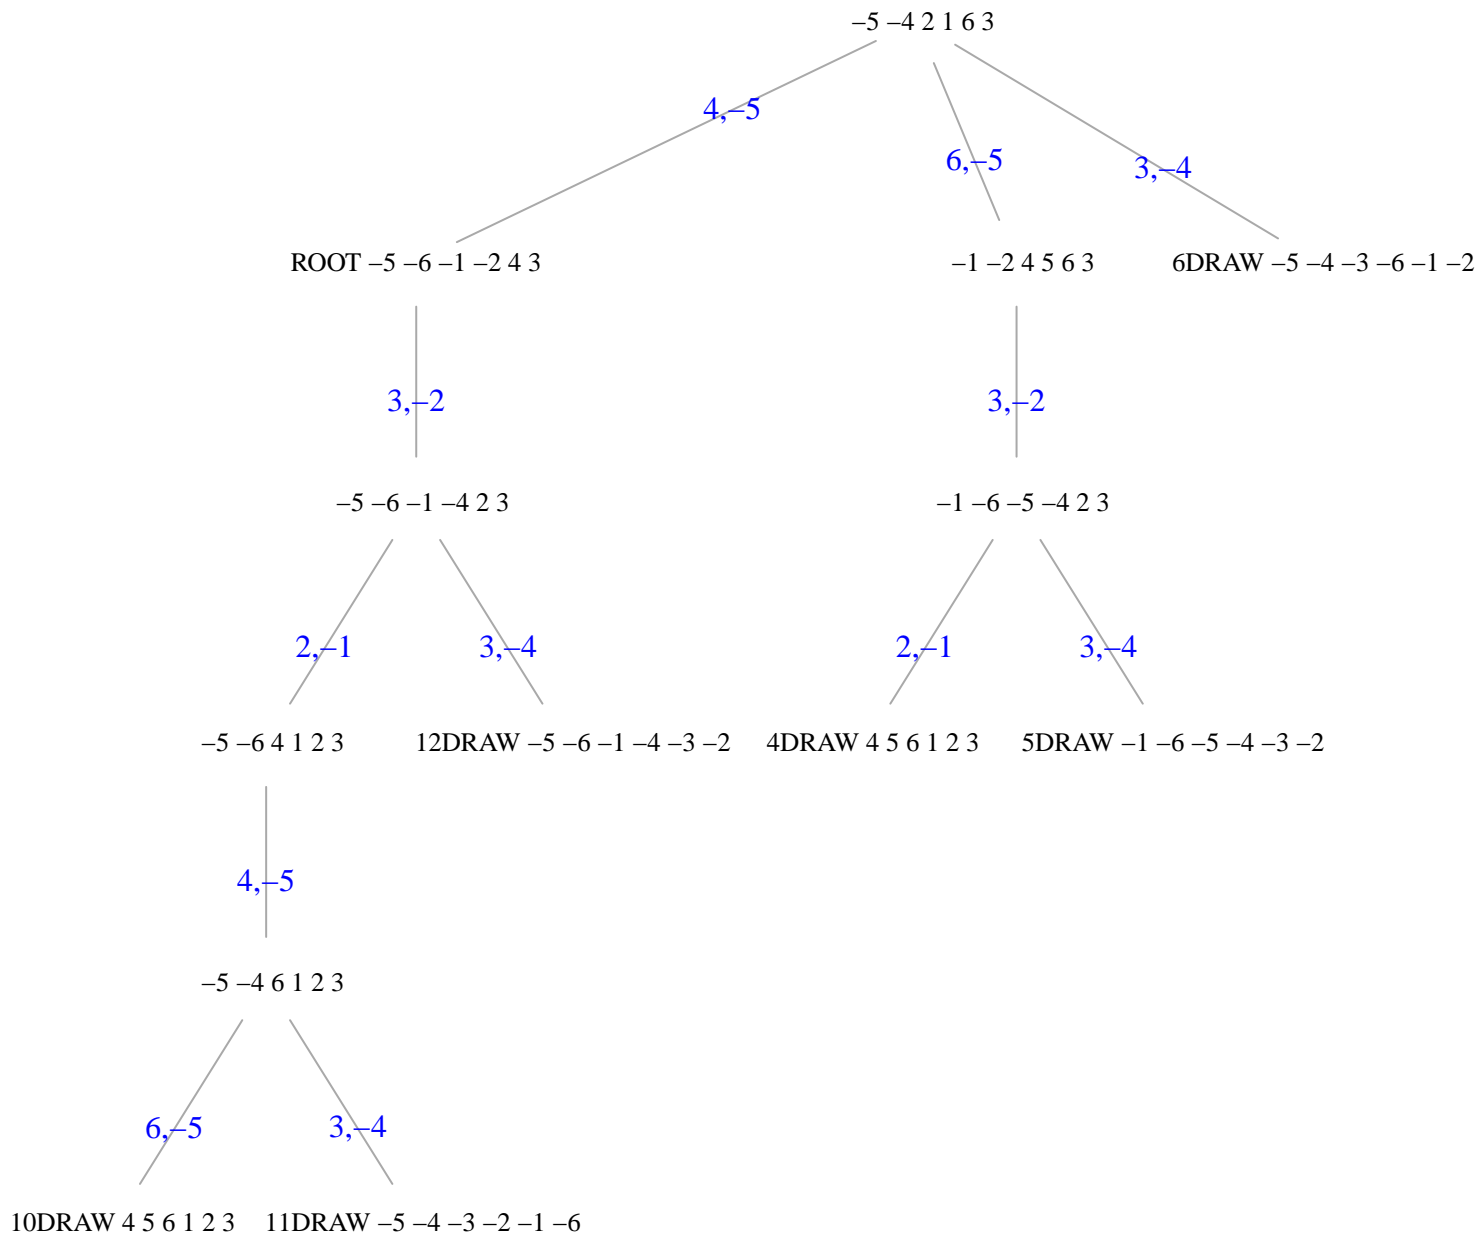 –5 –4 2 1 6 3
4,–5
6,–5
3,–4
ROOT –5 –6 –1 –2 4 3
–1 –2 4 5 6 3
6DRAW –5 –4 –3 –6 –1 –2
3,–2
3,–2
–5 –6 –1 –4 2 3
–1 –6 –5 –4 2 3
2,–1
3,–4
2,–1
3,–4
–5 –6 4 1 2 3
12DRAW –5 –6 –1 –4 –3 –2
4DRAW 4 5 6 1 2 3
5DRAW –1 –6 –5 –4 –3 –2
4,–5
–5 –4 6 1 2 3
6,–5
3,–4
10DRAW 4 5 6 1 2 3
11DRAW –5 –4 –3 –2 –1 –6